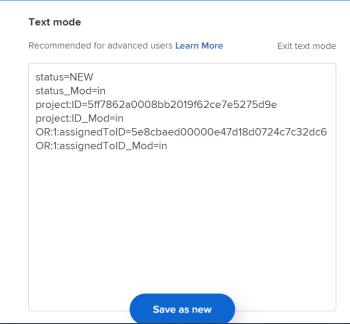 Text mode
Recommended for advanced users Learn More
Exit text mode
status=NEW
status_Mod=in
project:ID=5ff7862a0008bb2019f62ce7e5275d9e
project:ID_Mod=in
OR:1:assignedToID=5e8cbaed00000e47d18d0724c7c32dc6
OR:1:assignedToID_Mod=in
Save as new